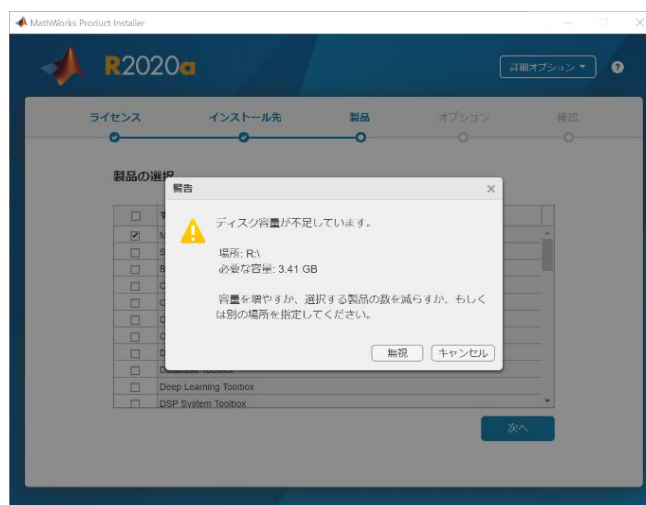 MathWorks Product Installer
R2020a
詳細オプション
?
ライセンス
インストール先
製品
オプション
確認
製品の選択
警告
ディスク容量が不足しています。
場所: R:\
必要な容量: 3.41 GB
容量を増やすか、選択する製品の数を減らすか、もしく
は別の場所を指定してください。
無視
キャンセル
Database Toolbox
Deep Learning Toolbox
DSP System Toolbox
次へ